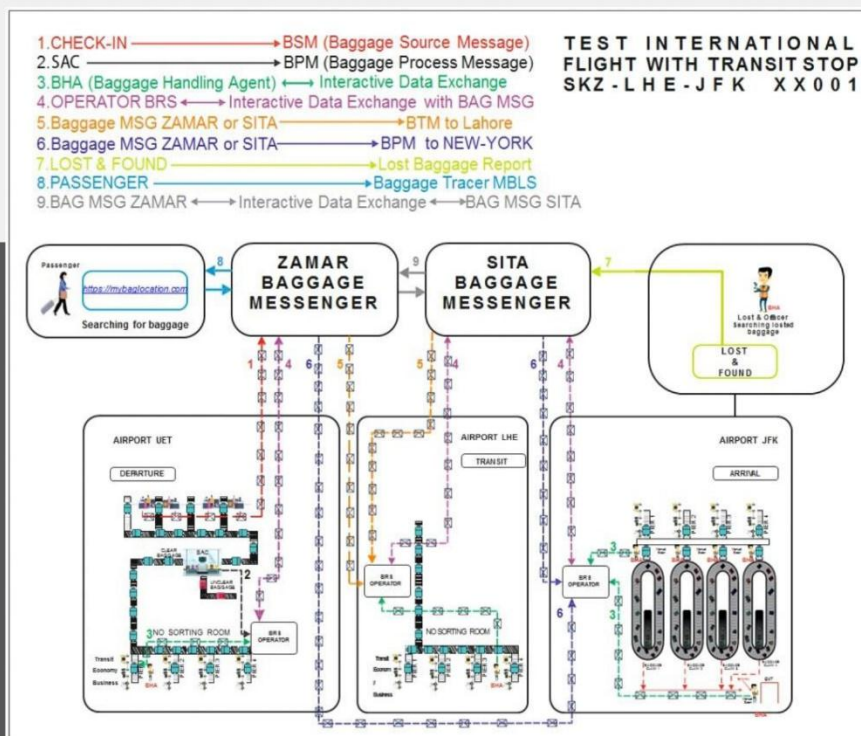 1.CHECK-IN BSM (Baggage Source Message)
2.SAC BPM (Baggage Process Message)
3.BHA (Baggage Handling Agent) Interactive Data Exchange
4.OPERATOR BRS Interactive Data Exchange with BAG MSG
5.Baggage MSG ZAMAR or SITA BTM to Lahore
6.Baggage MSG ZAMAR or SITA BPM to NEW-YORK
7.LOST & FOUND Lost Baggage Report
8.PASSENGER Baggage Tracer MBLS
9.BAG MSG ZAMAR Interactive Data Exchange BAG MSG SITA
TEST INTERNATIONAL
FLIGHT WITH TRANSIT STOP
SKZ-LHE-JFK XX001
Passenger
https://mybaglocation.com
Searching for baggage
8
ZAMAR
BAGGAGE
MESSENGER
9
SITA
BAGGAGE
MESSENGER
7
BHA
Lost & Officer
Searching losted
baggage
LOST
&
FOUND
1
4
6
5
5
4
6
4
AIRPORT UET
DEPARTURE
CLEAR
BAGGAGE
SAC
UNCLEAR
BAGGAGE
2
BRS
OPERATOR
3
NO SORTING ROOM
Transit
Economy
Business
BHA
AIRPORT LHE
TRANSIT
BRS
OPERATOR
NO SORTING ROOM
Transit
Economy
/
Business
BHA
AIRPORT JFK
ARRIVAL
3
BRS
OPERATOR
3
6